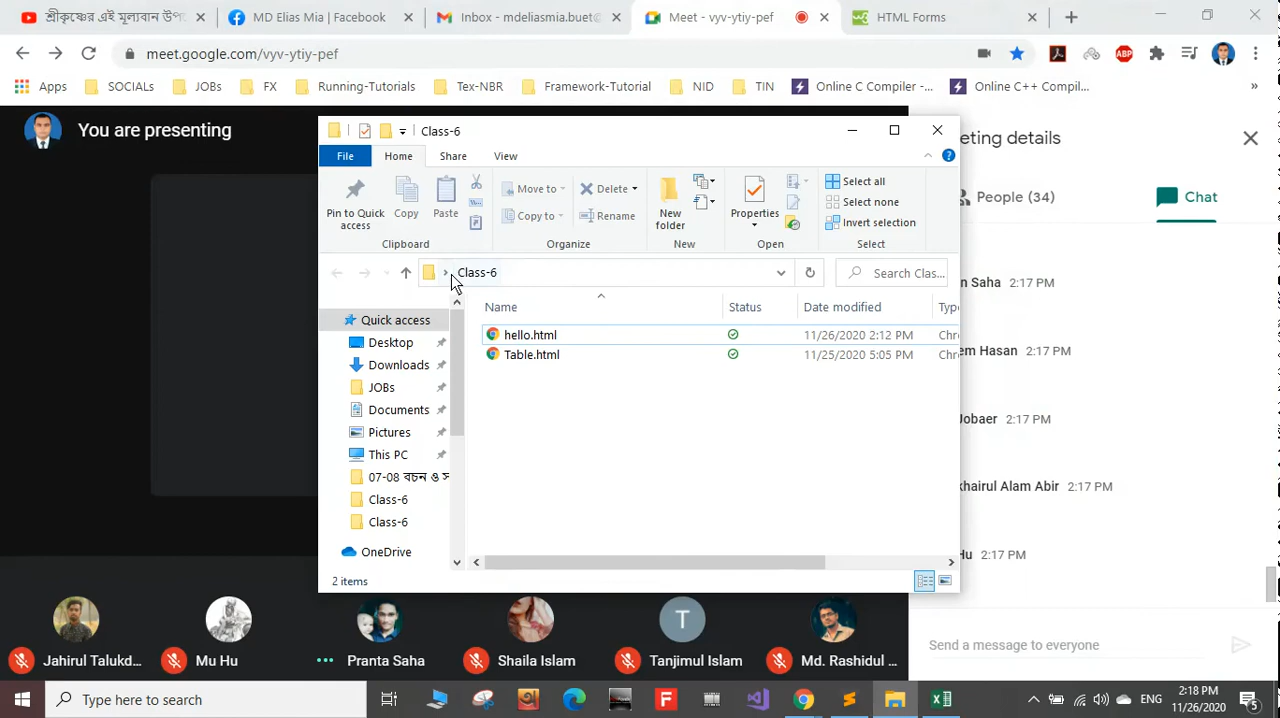 শ্রীকৃষ্ণের এই মূল্যবান উপ
MD Elias Mia | Facebook
Inbox - mdeliasmia.buet@
Meet - vyv-ytiy-pef
HTML Forms
meet.google.com/vyv-ytiy-pef
ABP
Apps
SOCIALs
JOBs
FX
Running-Tutorials
Tex-NBR
Framework-Tutorial
NID
TIN
Online C Compiler -...
Online C++ Compil...
You are presenting
Class-6
eting details
File
Home
Share
View
Pin to Quick access
Copy
Paste
Move to
Copy to
Delete
Rename
New folder
Properties
Select all
Select none
Invert selection
Clipboard
Organize
New
Open
Select
People (34)
Chat
Class-6
Search Clas...
Name
Status
Date modified
Typ
hello.html
11/26/2020 2:12 PM
Chr
Table.html
11/25/2020 5:05 PM
Chr
Quick access
Desktop
Downloads
JOBs
Documents
Pictures
This PC
07-08 বচন ও স
Class-6
Class-6
OneDrive
2 items
n Saha 2:17 PM
em Hasan 2:17 PM
Jobaer 2:17 PM
khairul Alam Abir 2:17 PM
Hu 2:17 PM
Send a message to everyone
T
Jahirul Talukd...
Mu Hu
Pranta Saha
Shaila Islam
Tanjimul Islam
Md. Rashidul ...
Type here to search
F
ENG
2:18 PM
11/26/2020
5